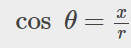 cos θ = x/r